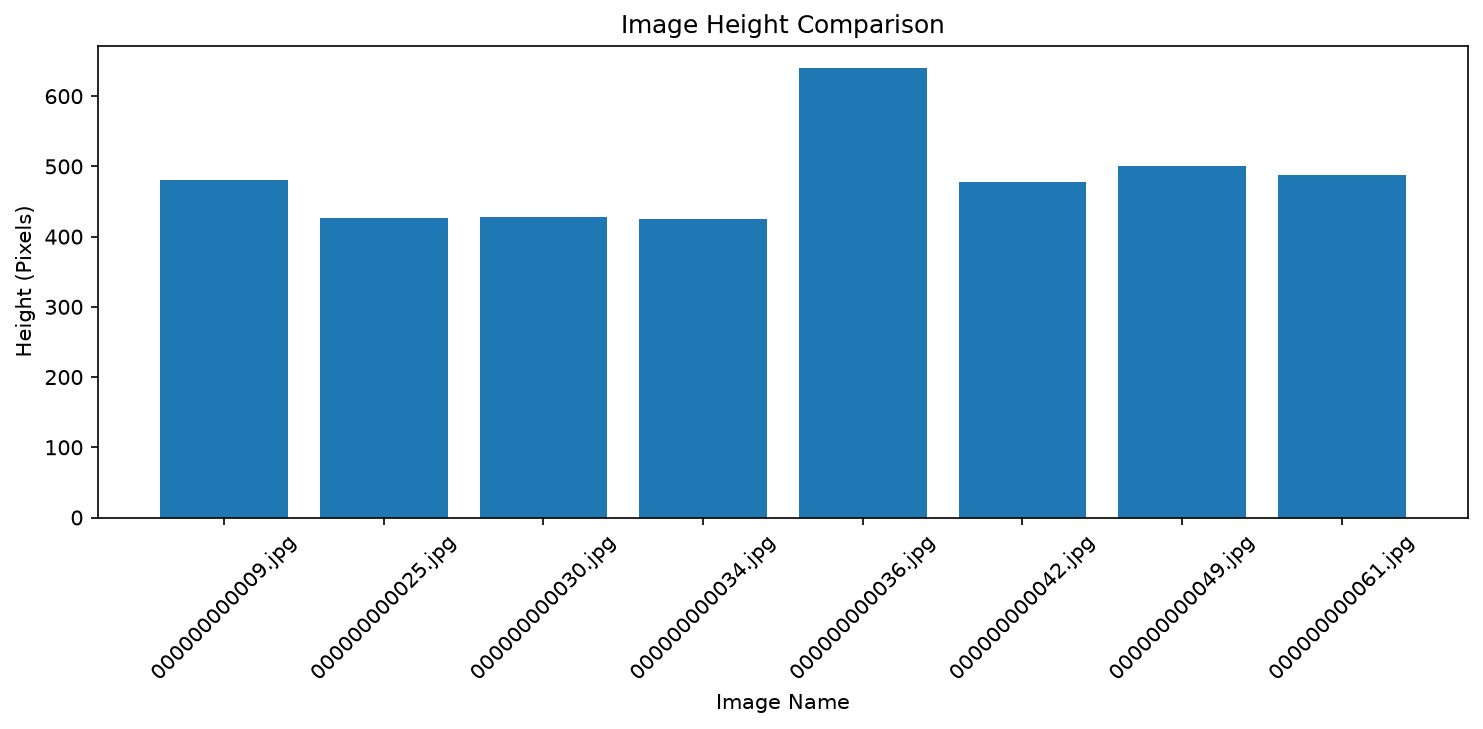 Image Height Comparison
Height (Pixels)
600
500
400
300
200
100
0
000000000009.jpg
000000000025.jpg
000000000030.jpg
000000000034.jpg
000000000036.jpg
000000000042.jpg
000000000049.jpg
000000000061.jpg
Image Name